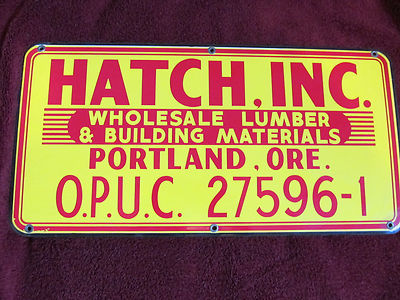 HATCH, INC.
WHOLESALE LUMBER
& BUILDING MATERIALS
PORTLAND, ORE.
O.P.U.C. 27596-1